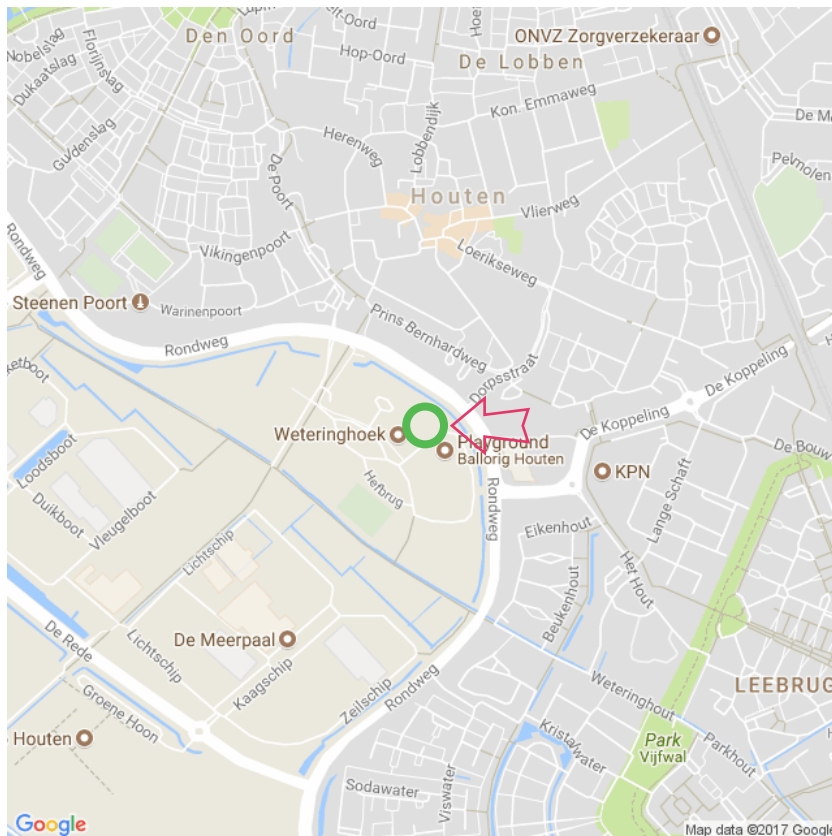 Den Oord
Hop-Oord
ONVZ Zorgverzekeraar
De Lobben
Nobelslag
Florijnslag
Dukaatslag
Guldenslag
Kon. Emmaweg
Lobbendijk
Herenweg
De Poort
Houten
Vlierweg
Vikingenpoort
Loerikseweg
Rondweg
Steenen Poort
Warinenpoort
Prins Bernhardweg
Rondweg
Dorpsstraat
De Koppeling
De Koppeling
Weteringhoek
Playground
Ballorig Houten
De Bouw
KPN
Loodsboot
Hefbrug
Rondweg
Lange Schaft
Duikboot
Vleugelboot
Eikenhout
Lichtschip
Het Hout
Beukenhout
De Rede
De Meerpaal
Lichtschip
Kaagschip
Rondweg
Weteringhout
LEEBRUG
Groene Hoon
Zeilschip
Houten
Kristalwater
Park
Vijfwal
Parkhout
Sodawater
Viswater
Google
Map data ©2017 Google